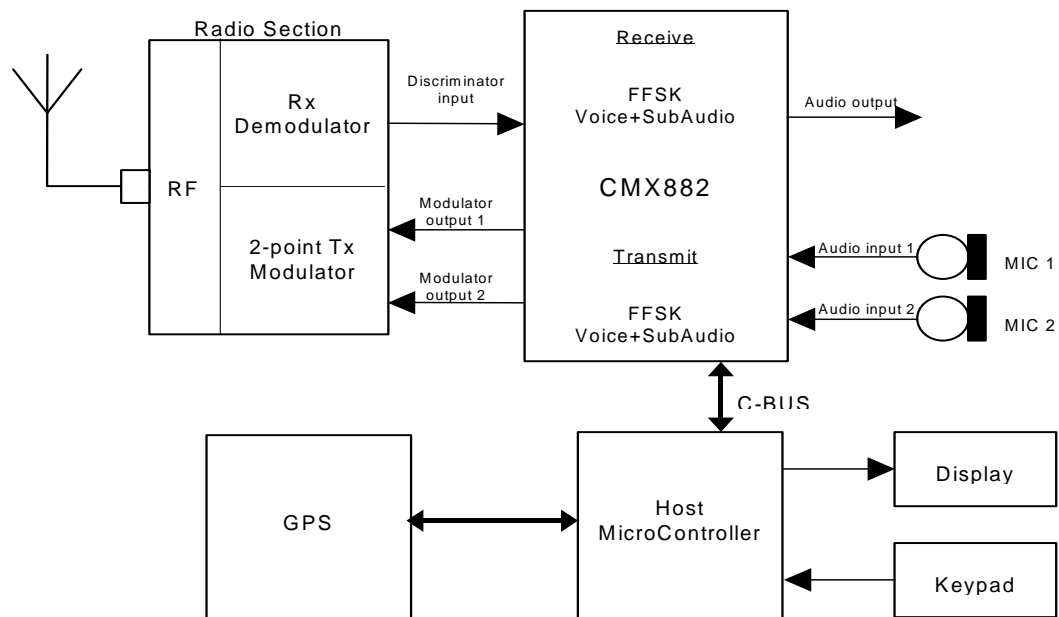 Radio Section
RF
Rx
Demodulator
2-point Tx
Modulator
Discriminator
input
Modulator
output 1
Modulator
output 2
Receive
FFSK
Voice+SubAudio
CMX882
Transmit
FFSK
Voice+SubAudio
Audio output
Audio input 1
MIC 1
Audio input 2
MIC 2
C-BUS
GPS
Host
MicroController
Display
Keypad